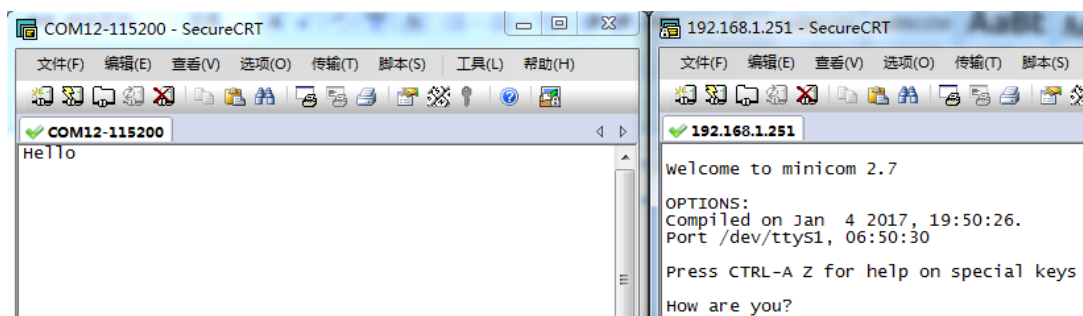 COM12-115200 - SecureCRT
文件(F) 编辑(E) 查看(V) 选项(O) 传输(T) 脚本(S) 工具(L) 帮助(H)
COM12-115200
Hello
192.168.1.251 - SecureCRT
文件(F) 编辑(E) 查看(V) 选项(O) 传输(T) 脚本(S)
192.168.1.251
Welcome to minicom 2.7
OPTIONS:
Compiled on Jan  4 2017, 19:50:26.
Port /dev/ttyS1, 06:50:30
Press CTRL-A Z for help on special keys
How are you?